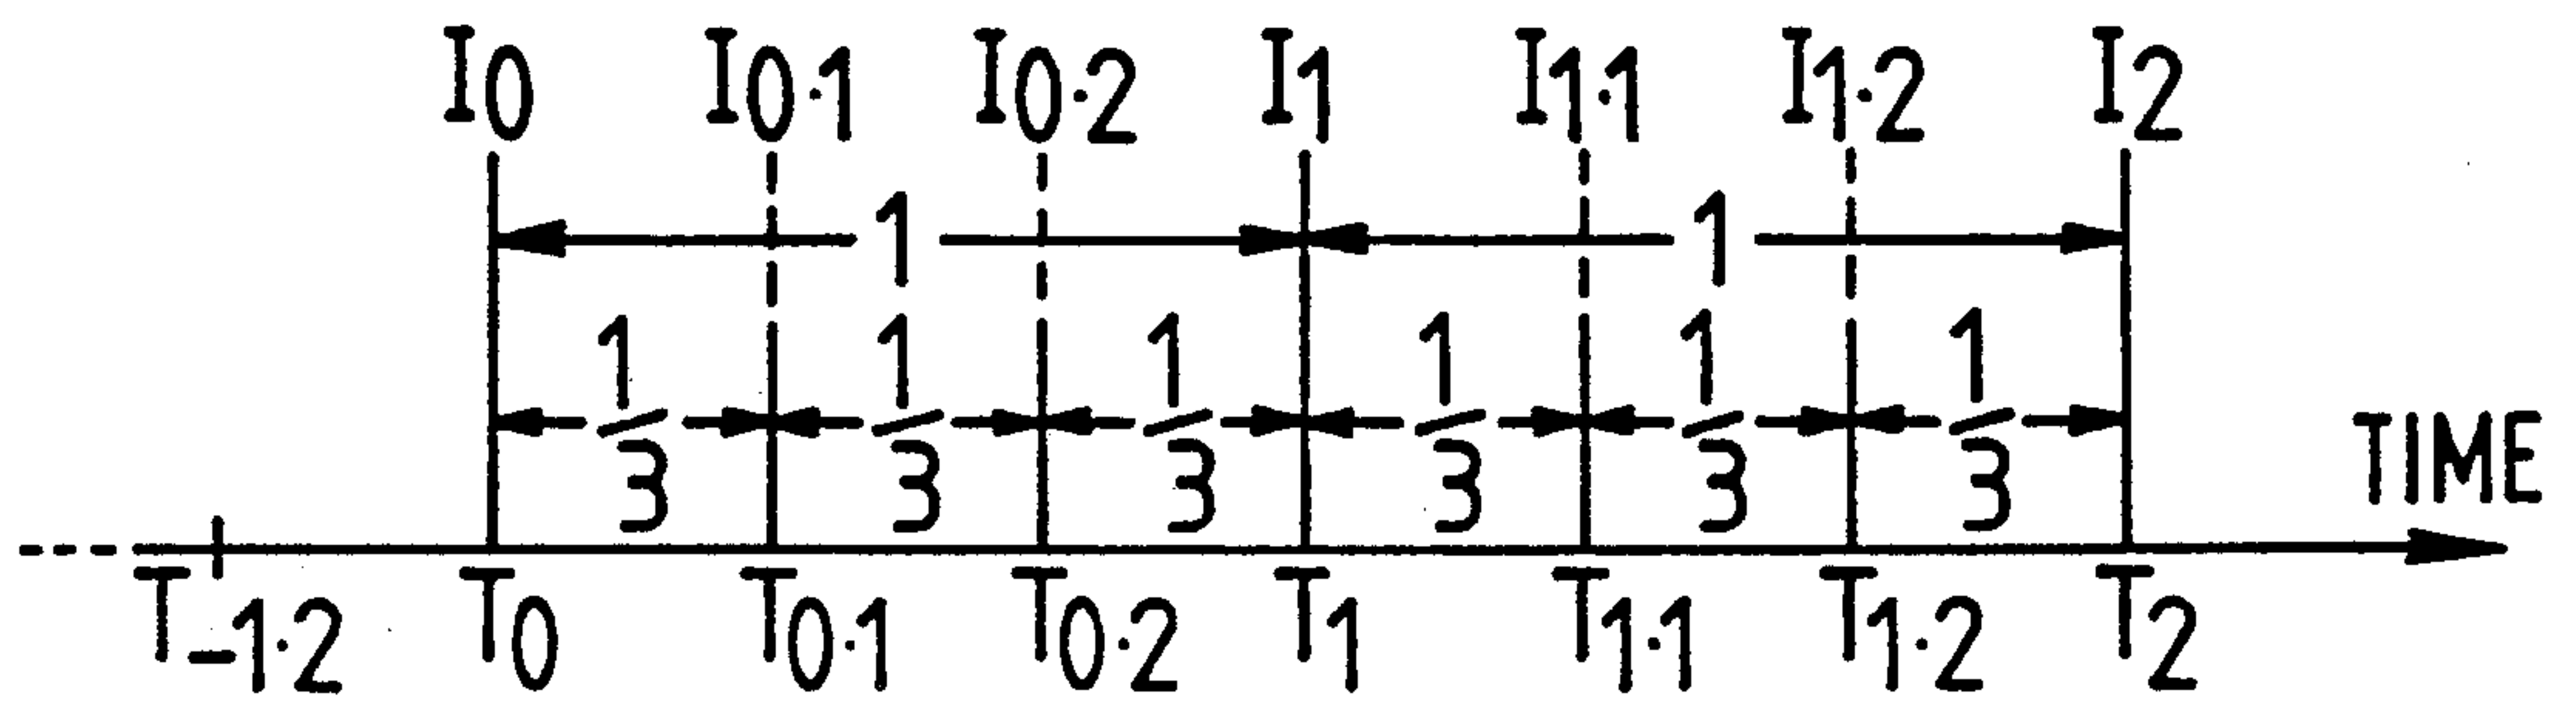 I0 I0·1 I0·2 I1 I1·1 I1·2 I2
1 1
1/3 1/3 1/3 1/3 1/3 1/3
TIME
T-1·2 T0 T0·1 T0·2 T1 T1·1 T1·2 T2